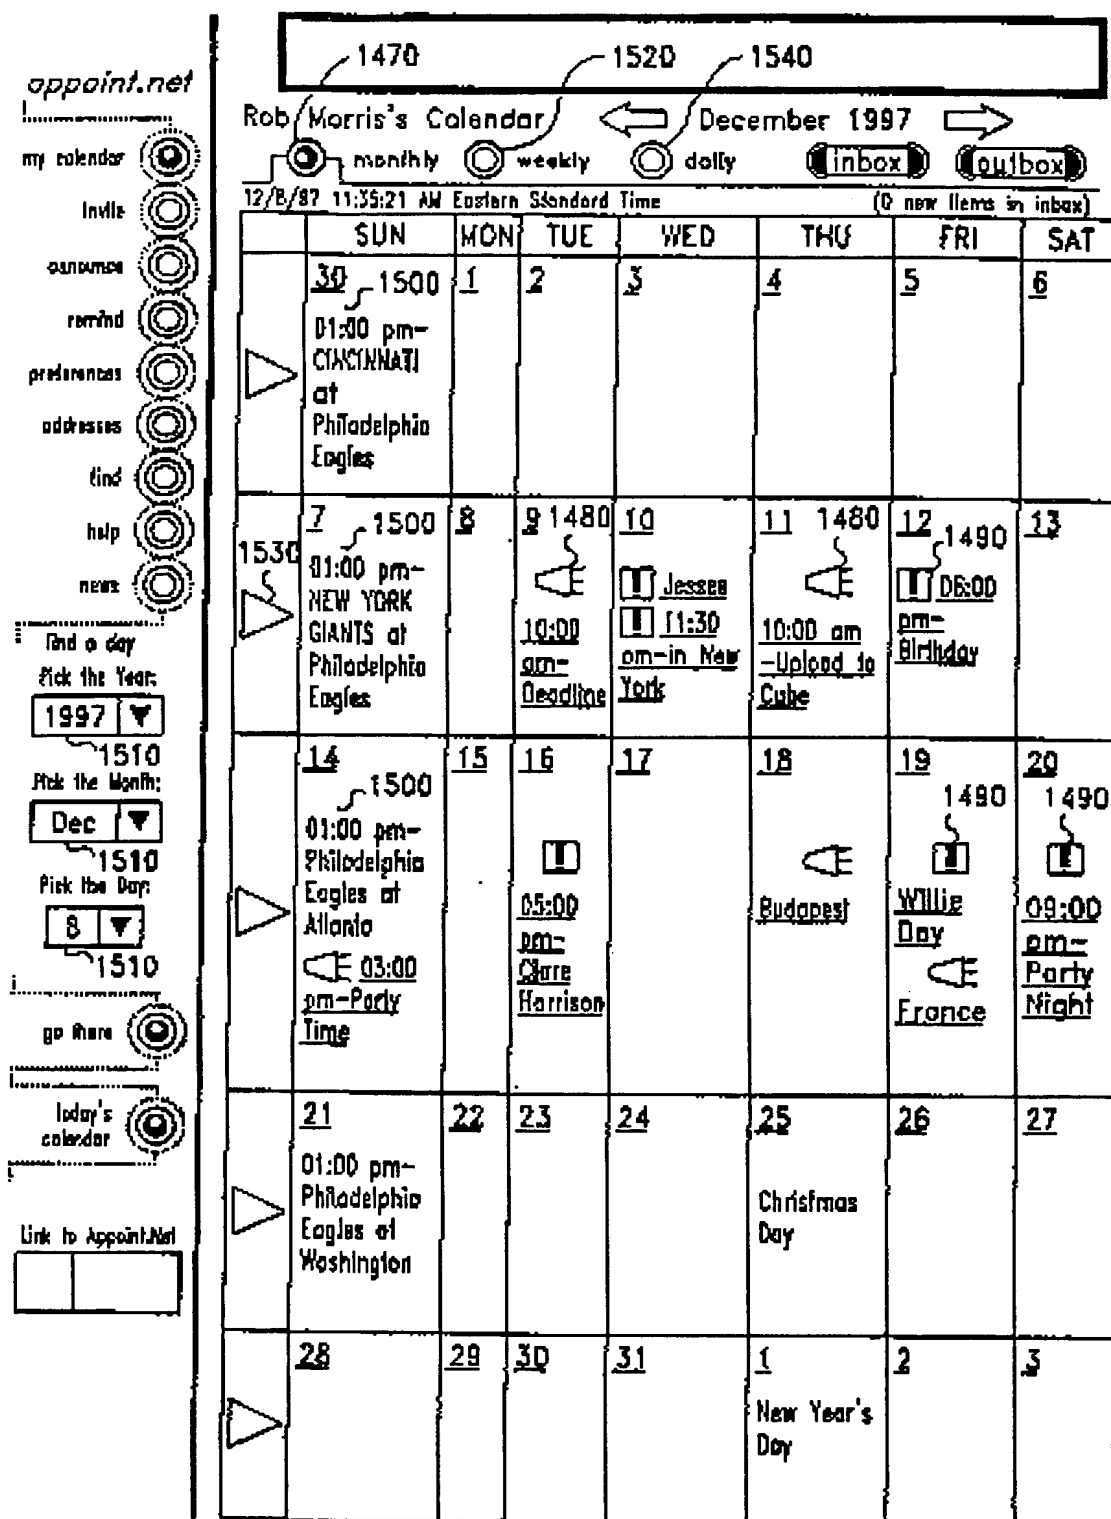 1470
1520
1540
appoint.net
Rob Morris's Calendar
December 1997
my calendar
monthly
weekly
daily
inbox
outbox
12/8/97 11:35:21 AM Eastern Standard Time
(0 new items in inbox)
invite
announce
remind
preferences
addresses
find
help
news
find a day
Pick the Year:
1997
1510
Pick the Month:
Dec
1510
Pick the Day:
8
1510
go there
today's
calendar
Link to Appoint.Net
SUN MON TUE WED THU FRI SAT
30 1 2 3 4 5 6
1500
01:00 pm-
CINCINNATI
at
Philadelphia
Eagles
7 8 9 10 11 12 13
1530
1500
01:00 pm-
NEW YORK
GIANTS at
Philadelphia
Eagles
1480
10:00
am-
Deadline
Jesses
11:30
am-in New
York
1480
10:00 am
-Upload to
Cube
1490
06:00
pm-
Birthday
14 15 16 17 18 19 20
1500
01:00 pm-
Philadelphia
Eagles at
Atlanta
03:00
pm-Party
Time
05:00
pm-
Clare
Harrison
Budapest
1490
Willie
Day
France
1490
09:00
pm-
Party
Night
21 22 23 24 25 26 27
01:00 pm-
Philadelphia
Eagles at
Washington
Christmas
Day
28 29 30 31 1 2 3
New Year's
Day